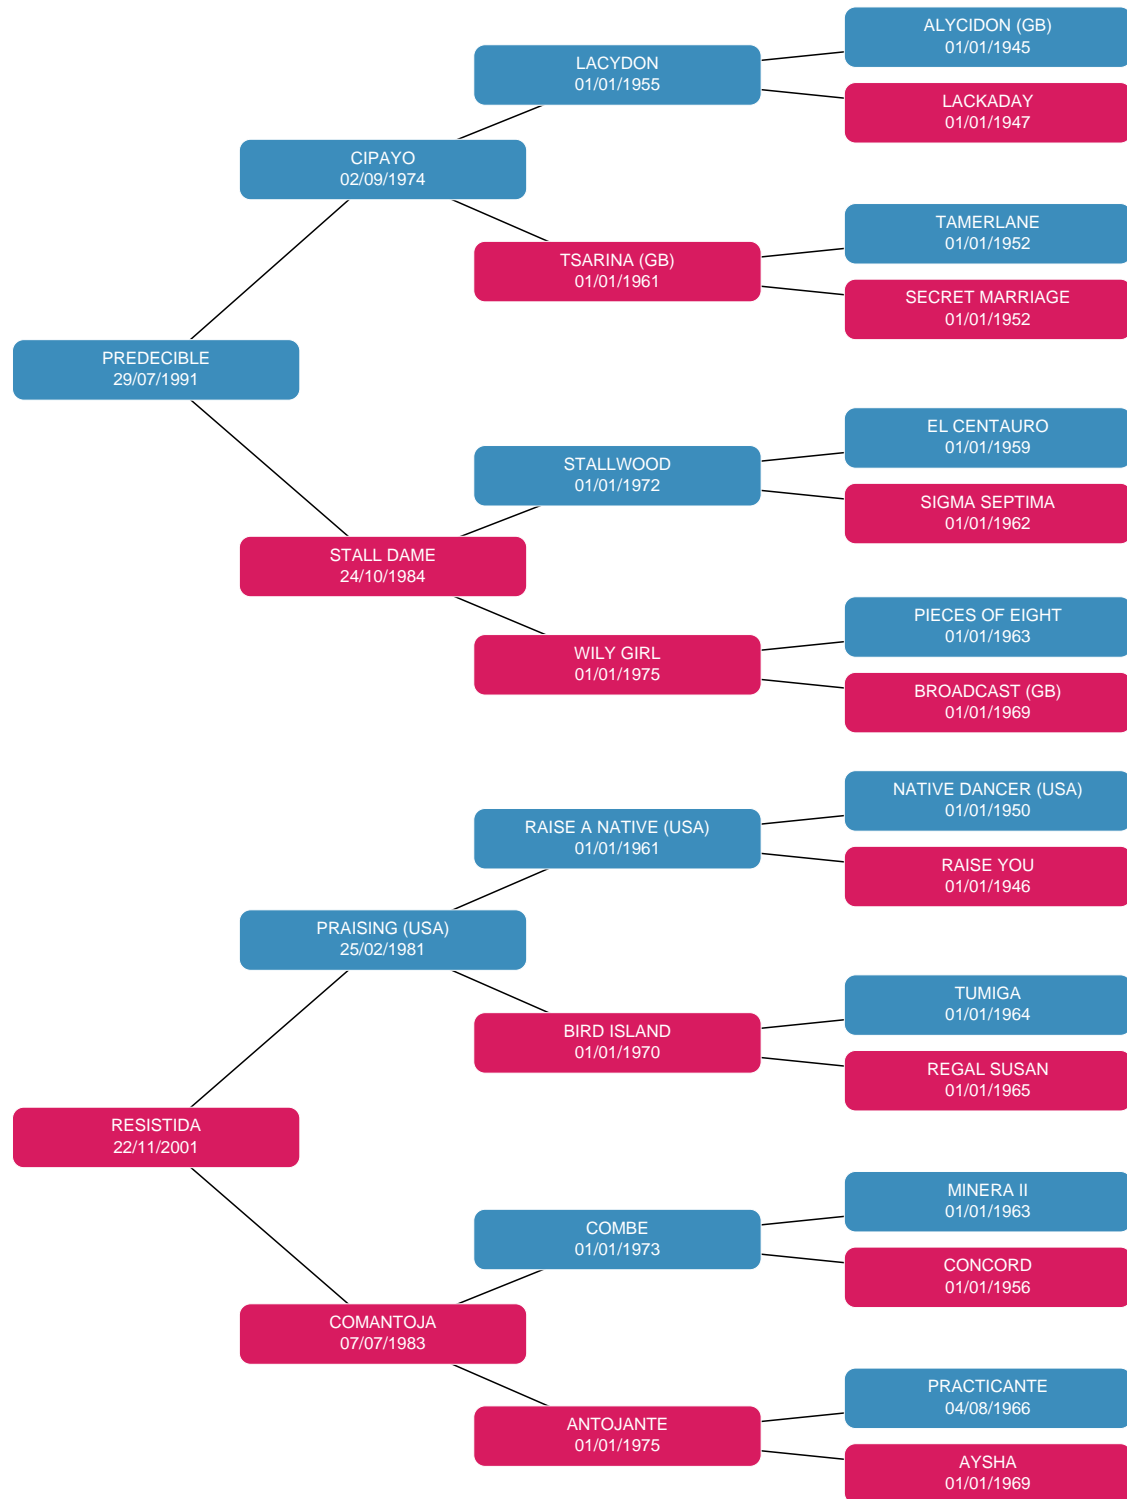 ALYCIDON (GB)
01/01/1945
LACYDON
01/01/1955
LACKADAY
01/01/1947
CIPAYO
02/09/1974
TAMERLANE
01/01/1952
TSARINA (GB)
01/01/1961
SECRET MARRIAGE
01/01/1952
PREDECIBLE
29/07/1991
EL CENTAURO
01/01/1959
STALLWOOD
01/01/1972
SIGMA SEPTIMA
01/01/1962
STALL DAME
24/10/1984
PIECES OF EIGHT
01/01/1963
WILY GIRL
01/01/1975
BROADCAST (GB)
01/01/1969
NATIVE DANCER (USA)
01/01/1950
RAISE A NATIVE (USA)
01/01/1961
RAISE YOU
01/01/1946
PRAISING (USA)
25/02/1981
TUMIGA
01/01/1964
BIRD ISLAND
01/01/1970
REGAL SUSAN
01/01/1965
RESISTIDA
22/11/2001
MINERA II
01/01/1963
COMBE
01/01/1973
CONCORD
01/01/1956
COMANTOJA
07/07/1983
PRACTICANTE
04/08/1966
ANTOJANTE
01/01/1975
AYSHA
01/01/1969